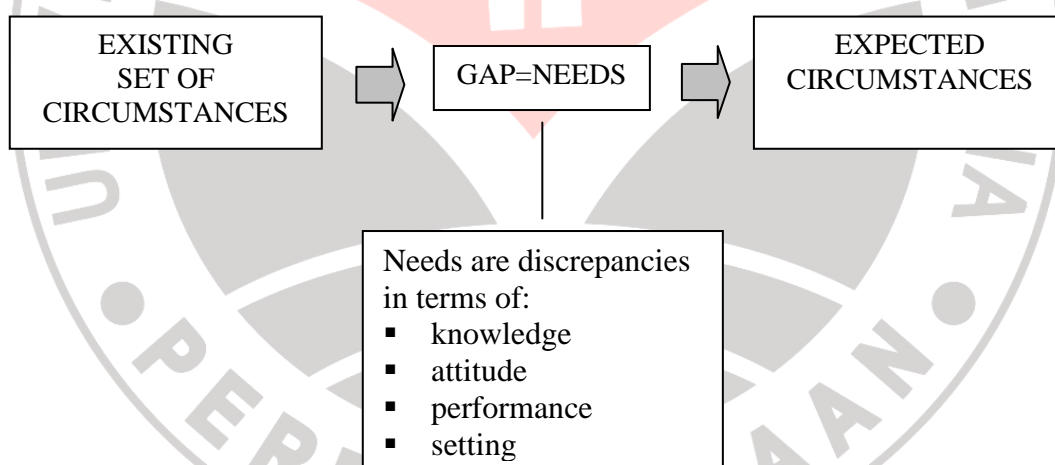 EXISTING
SET OF
CIRCUMSTANCES
GAP=NEEDS
EXPECTED
CIRCUMSTANCES
Needs are discrepancies
in terms of:
▪ knowledge
▪ attitude
▪ performance
▪ setting